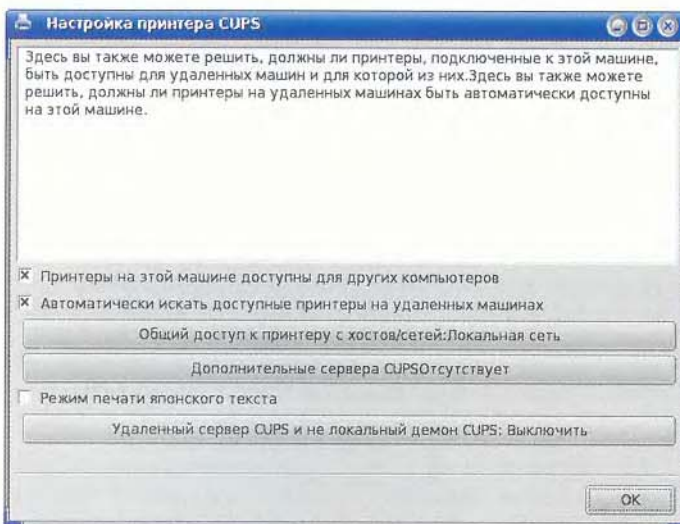 Настройка принтера CUPS
Здесь вы также можете решить, должны ли принтеры, подключенные к этой машине,
быть доступны для удаленных машин и для которой из них.Здесь вы также можете
решить, должны ли принтеры на удаленных машинах быть автоматически доступны
на этой машине.
Принтеры на этой машине доступны для других компьютеров
Автоматически искать доступные принтеры на удаленных машинах
Общий доступ к принтеру с хостов/сетей:Локальная сеть
Дополнительные сервера CUPSОтсутствует
Режим печати японского текста
Удаленный сервер CUPS и не локальный демон CUPS: Выключить
OK